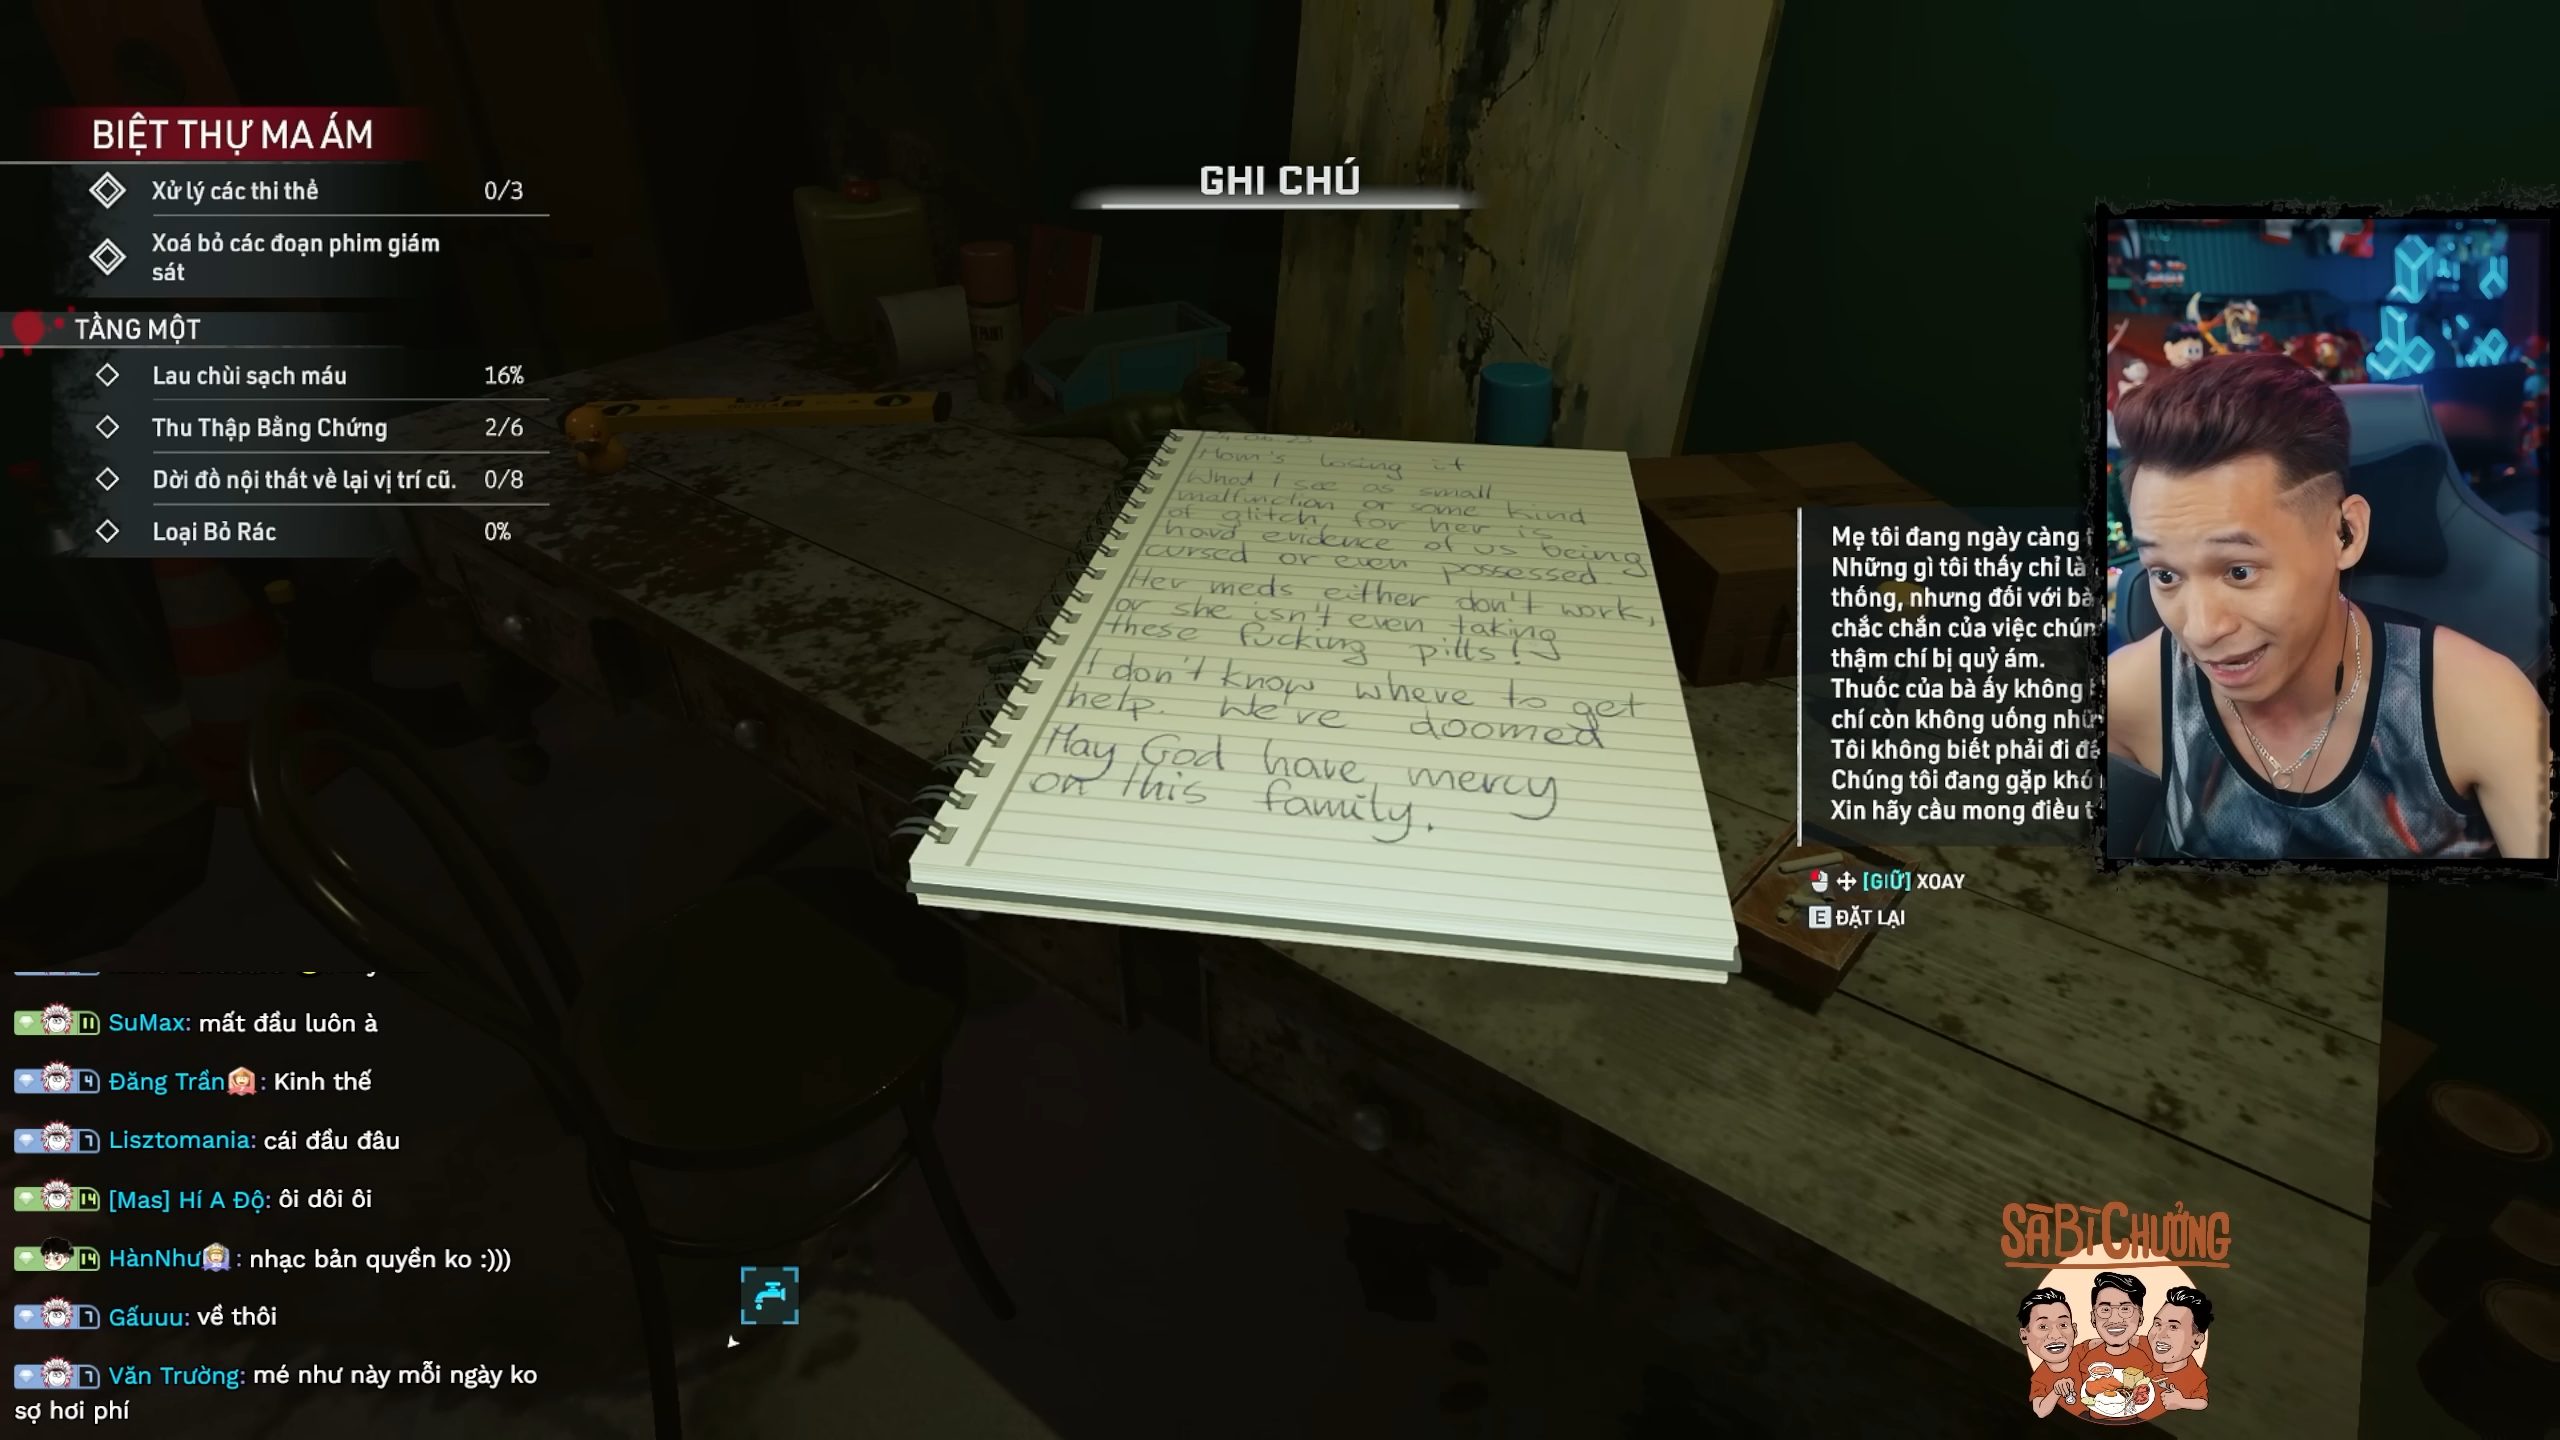 BIỆT THỰ MA ÁM
Xử lý các thi thể 0/3
Xoá bỏ các đoạn phim giám
sát
TẦNG MỘT
Lau chùi sạch máu 16%
Thu Thập Bằng Chứng 2/6
Dời đồ nội thất về lại vị trí cũ. 0/8
Loại Bỏ Rác 0%
GHI CHÚ
Mom's losing it
What I see as small
malfunction or some kind
of glitch, for her is
hard evidence of us being
cursed or even possessed.
Her meds either don't work,
or she isn't even taking
these fucking pills!
I don't know where to get
help. We're doomed
May God have mercy
on this family.
Mẹ tôi đang ngày càng
Những gì tôi thấy chỉ là
thống, nhưng đối với bà
chắc chắn của việc chún
thậm chí bị quỷ ám.
Thuốc của bà ấy không
chí còn không uống nhữ
Tôi không biết phải đi đâ
Chúng tôi đang gặp khó
Xin hãy cầu mong điều
[GIỮ] XOAY
E ĐẶT LẠI
11 SuMax: mất đầu luôn à
4 Đăng Trần: Kinh thế
7 Lisztomania: cái đầu đâu
14 [Mas] Hí A Độ: ôi dôi ôi
14 HànNhu: nhạc bản quyền ko :)))
7 Gấuuu: về thôi
7 Văn Trường: mé như này mỗi ngày ko
sợ hơi phí
SÀBÌCHƯỞNG